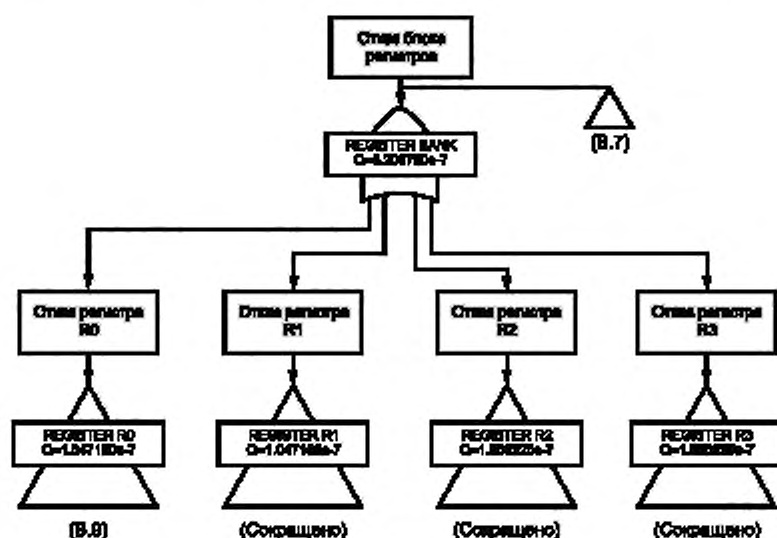 Отказ блока
регистров
(B.7)
REGISTER BANK
Отказ регистра
R0
Отказ регистра
R1
Отказ регистра
R2
Отказ регистра
R3
REGISTER R0
REGISTER R1
REGISTER R2
REGISTER R3
(Сокращено)
(Сокращено)
(Сокращено)